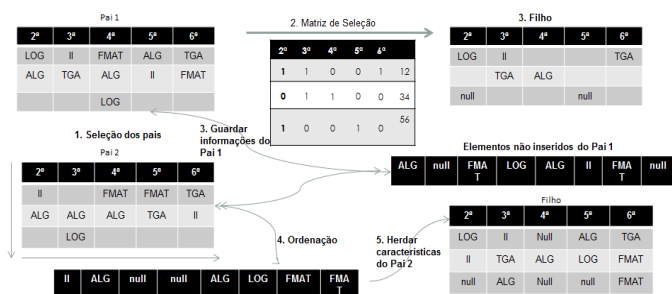 Pai 1
2ª 3ª 4ª 5ª 6ª
LOG II FMAT ALG TGA
ALG TGA ALG II FMAT
LOG
2. Matriz de Seleção
2ª 3ª 4ª 5ª 6ª
1 1 0 0 1 12
0 1 1 0 0 34
1 0 0 1 0 56
3. Filho
2ª 3ª 4ª 5ª 6ª
LOG II TGA
TGA ALG
null null
1. Seleção dos pais
3. Guardar
informações do
Pai 1
Pai 2
2ª 3ª 4ª 5ª 6ª
II FMAT FMAT TGA
ALG ALG ALG TGA II
LOG
Elementos não inseridos do Pai 1
ALG null FMA
T LOG ALG II FMA
T null
4. Ordenação
5. Herdar
características
do Pai 2
II ALG null null ALG LOG FMAT FMA
T
Filho
2ª 3ª 4ª 5ª 6ª
LOG II Null ALG TGA
II TGA ALG LOG FMAT
null ALG Null null FMAT